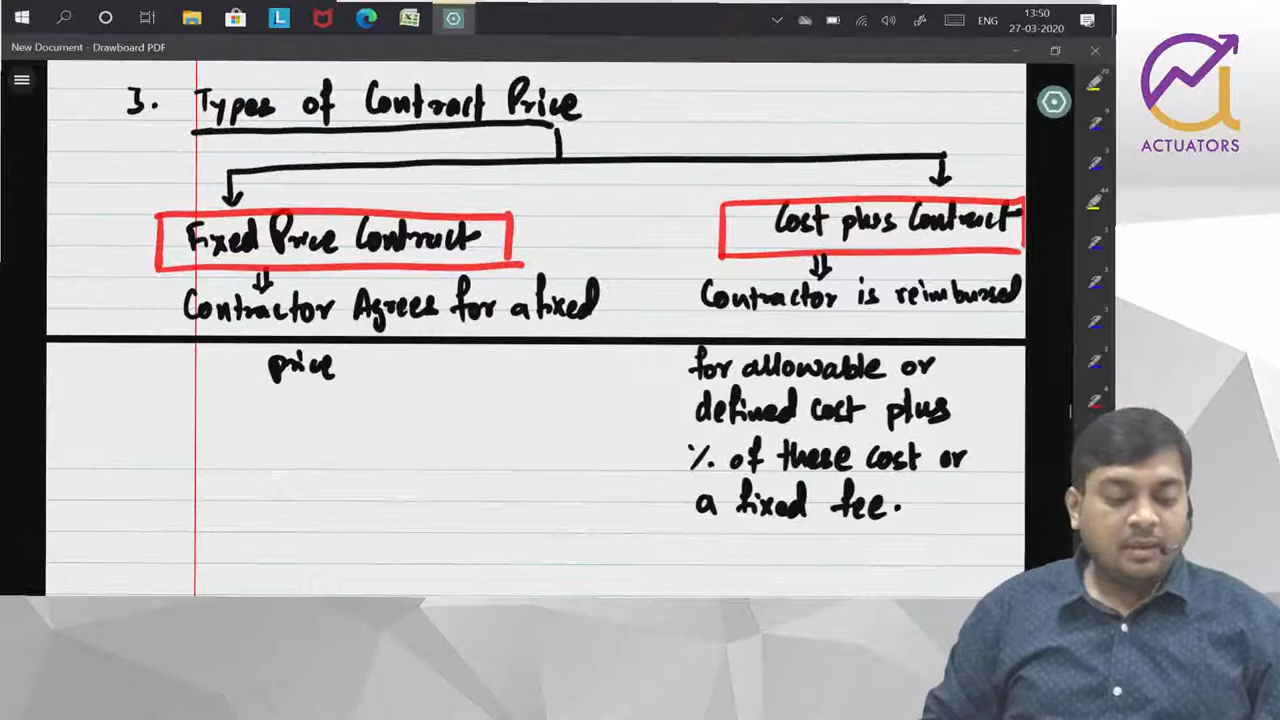 13:50
ENG
27-03-2020
New Document - Drawboard PDF
ACTUATORS
3. Types of Contract Price
Fixed Price Contract
Cost plus Contract
Contractor Agrees for a fixed
price
Contractor is reimbursed
for allowable or
defined cost plus
%. of these cost or
a fixed fee.